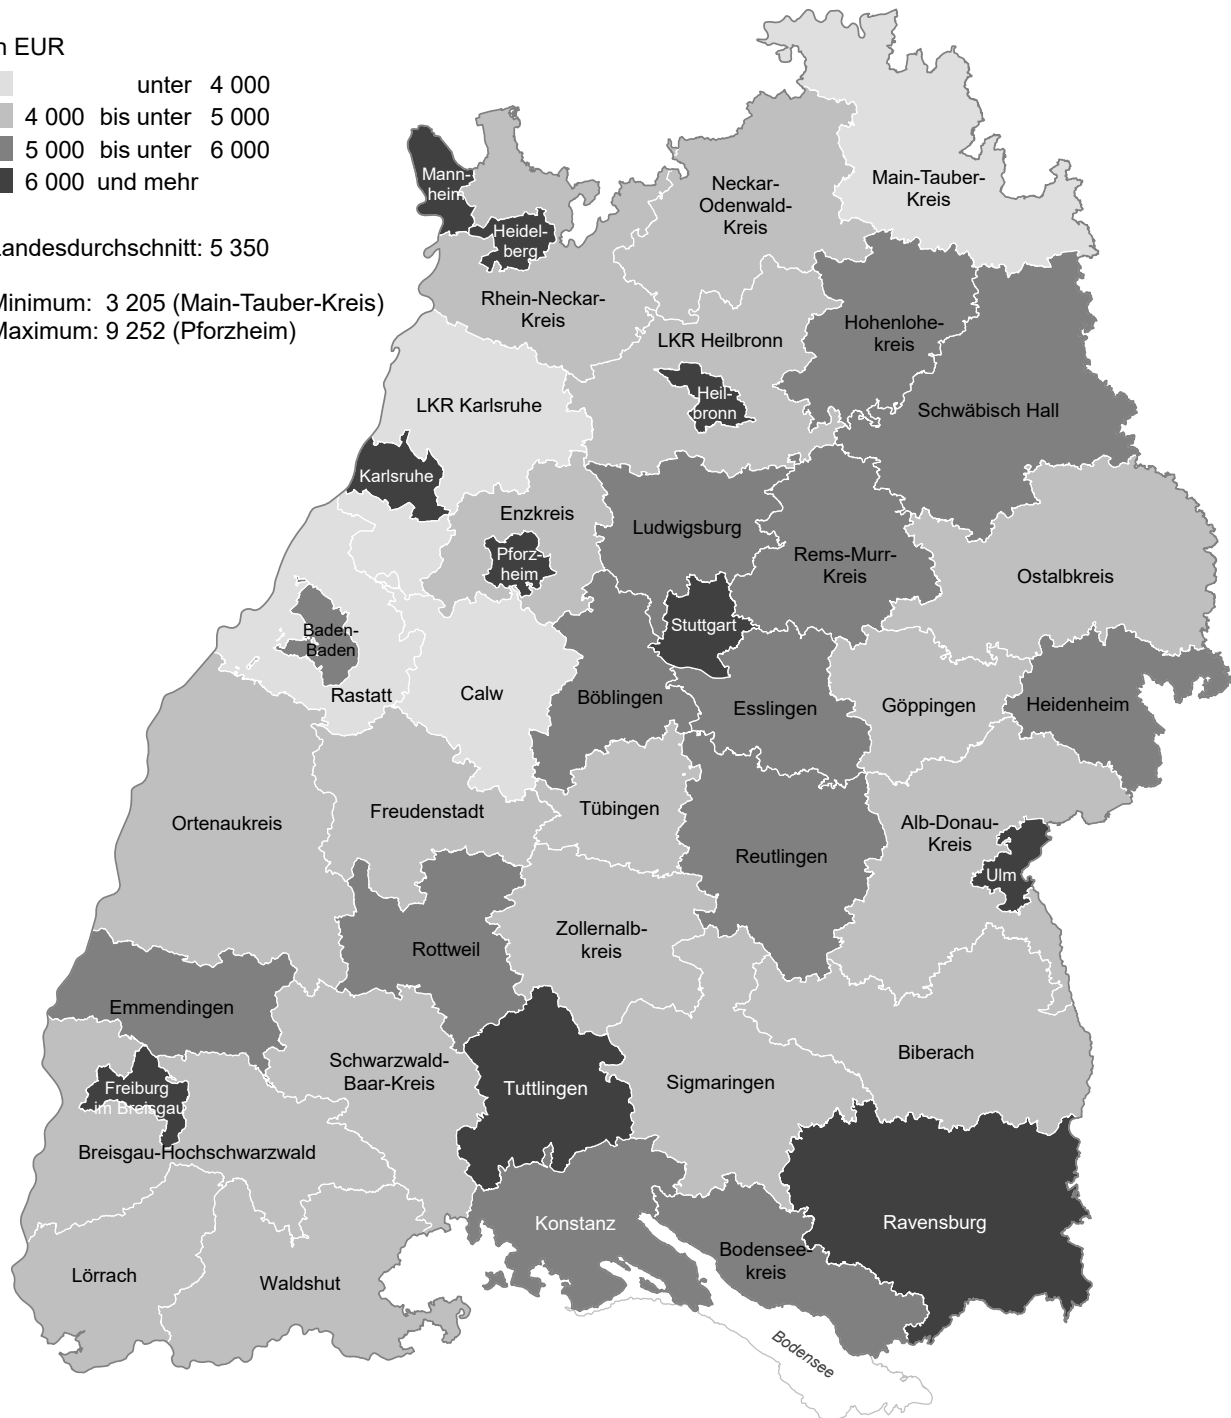 n EUR
unter 4 000
4 000 bis unter 5 000
5 000 bis unter 6 000
6 000 und mehr
Landesdurchschnitt: 5 350
Minimum: 3 205 (Main-Tauber-Kreis)
Maximum: 9 252 (Pforzheim)
Mann-
heim
Heidel-
berg
Neckar-
Odenwald-
Kreis
Main-Tauber-
Kreis
Rhein-Neckar-
Kreis
LKR Heilbronn
Hohenlohe-
kreis
Heil-
bronn
LKR Karlsruhe
Schwäbisch Hall
Karlsruhe
Enzkreis
Ludwigsburg
Pforz-
heim
Rems-Murr-
Kreis
Ostalbkreis
Baden-
Baden
Stuttgart
Rastatt
Calw
Böblingen
Esslingen
Göppingen
Heidenheim
Ortenaukreis
Freudenstadt
Tübingen
Reutlingen
Alb-Donau-
Kreis
Ulm
Rottweil
Zollernalb-
kreis
Emmendingen
Schwarzwald-
Baar-Kreis
Tuttlingen
Sigmaringen
Biberach
Freiburg
im Breisgau
Breisgau-Hochschwarzwald
Konstanz
Ravensburg
Bodensee-
kreis
Lörrach
Waldshut
Bodensee